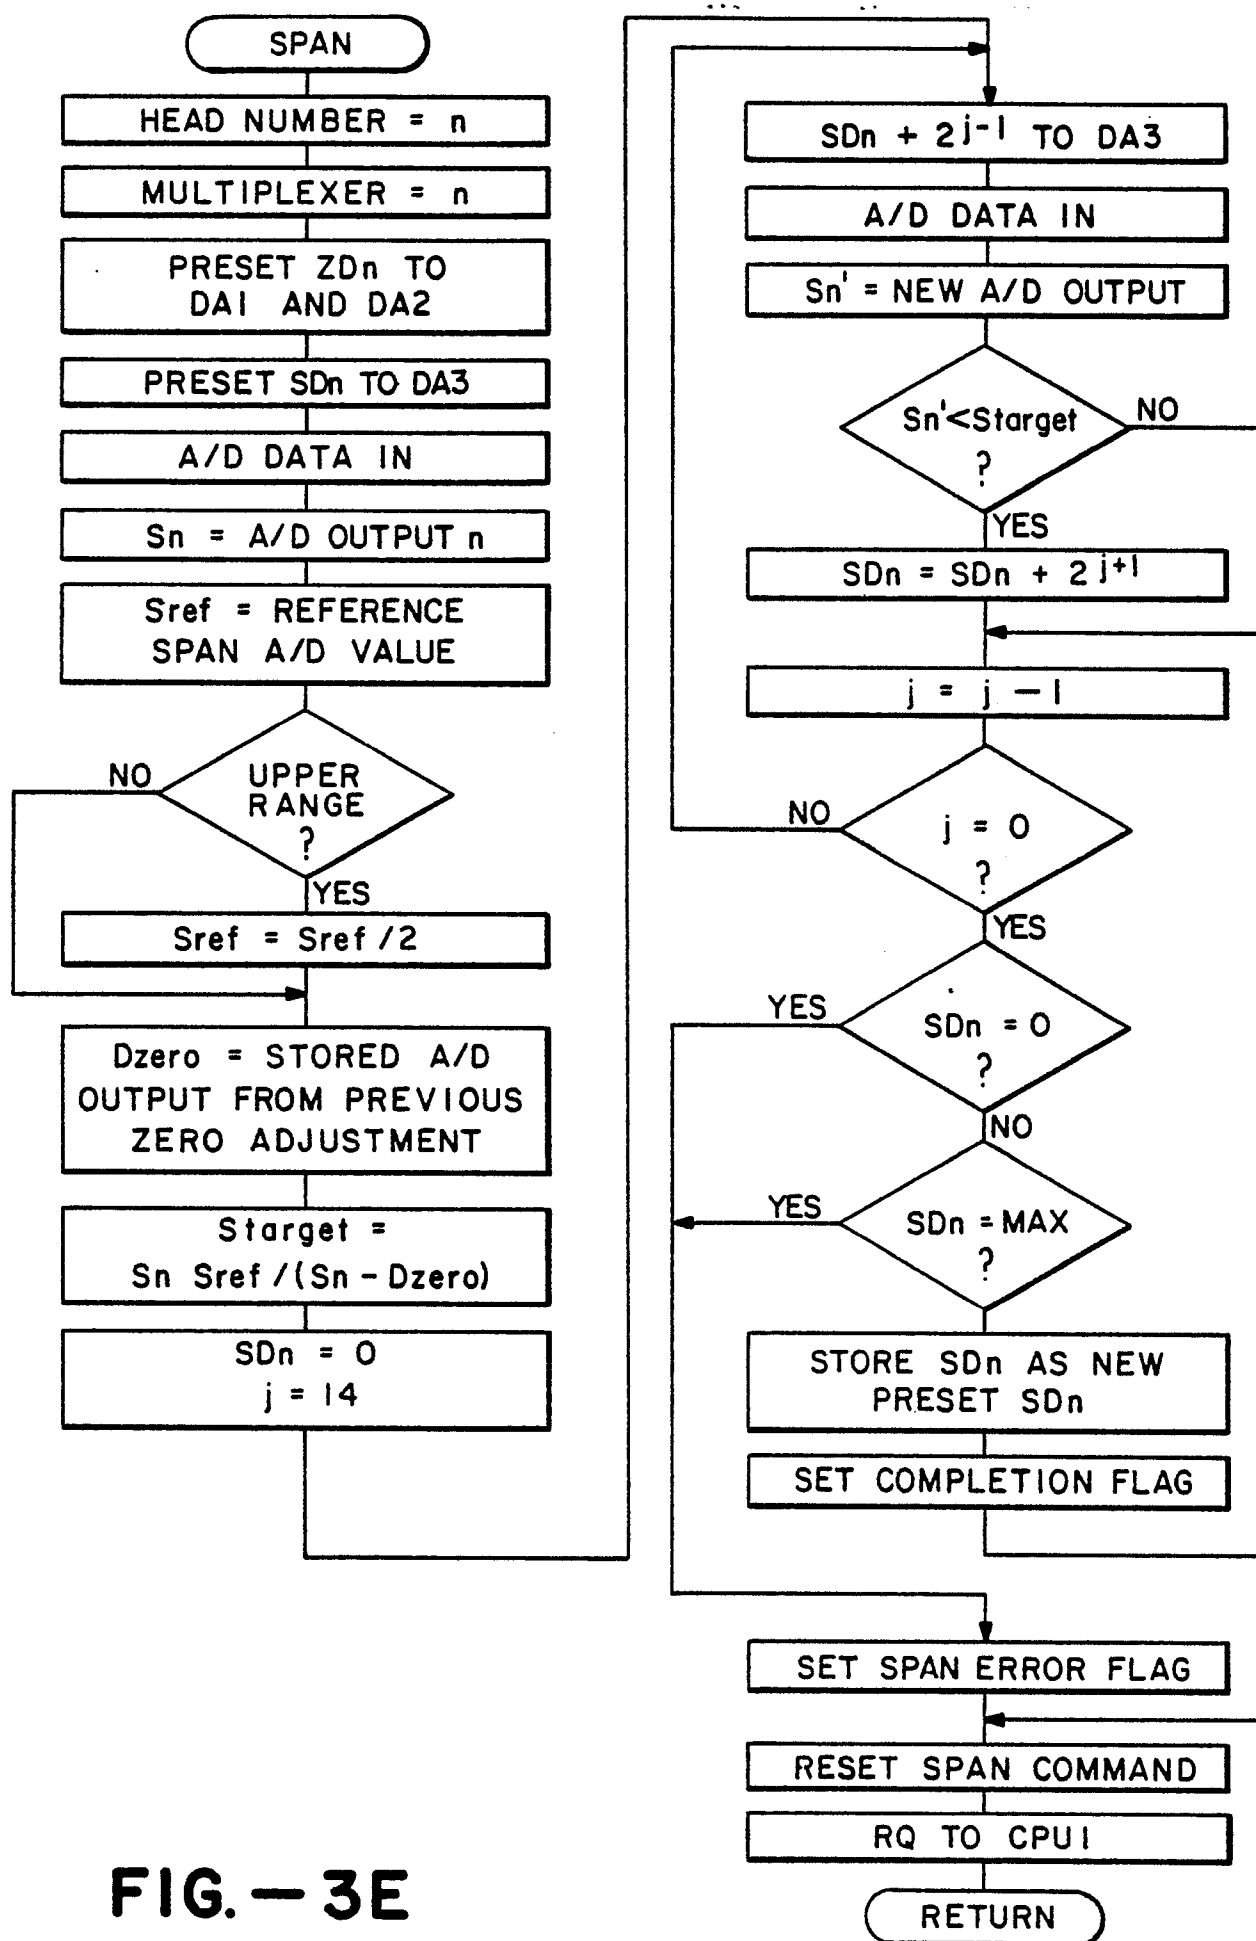 SPAN
HEAD NUMBER = n
MULTIPLEXER = n
PRESET ZDn TO
DA1 AND DA2
PRESET SDn TO DA3
A/D DATA IN
Sn = A/D OUTPUT n
Sref = REFERENCE
SPAN A/D VALUE
NO
UPPER
RANGE
?
YES
Sref = Sref/2
Dzero = STORED A/D
OUTPUT FROM PREVIOUS
ZERO ADJUSTMENT
Starget =
Sn Sref/(Sn - Dzero)
SDn = 0
j = 14
SDn + 2^j-1 TO DA3
A/D DATA IN
Sn' = NEW A/D OUTPUT
Sn'<Starget
?
NO
YES
SDn = SDn + 2^j+1
j = j - 1
NO
j = 0
?
YES
YES
SDn = 0
?
NO
YES
SDn = MAX
?
STORE SDn AS NEW
PRESET SDn
SET COMPLETION FLAG
SET SPAN ERROR FLAG
RESET SPAN COMMAND
RQ TO CPU1
RETURN
FIG.-3E